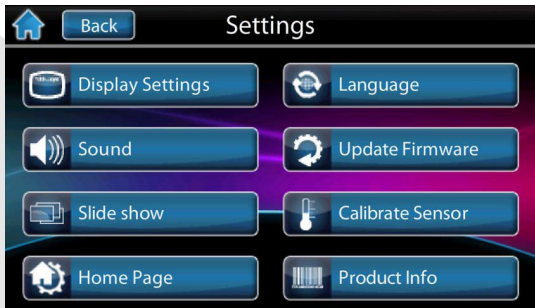 Back
Settings
Display Settings
Language
Sound
Update Firmware
Slide show
Calibrate Sensor
Home Page
Product Info